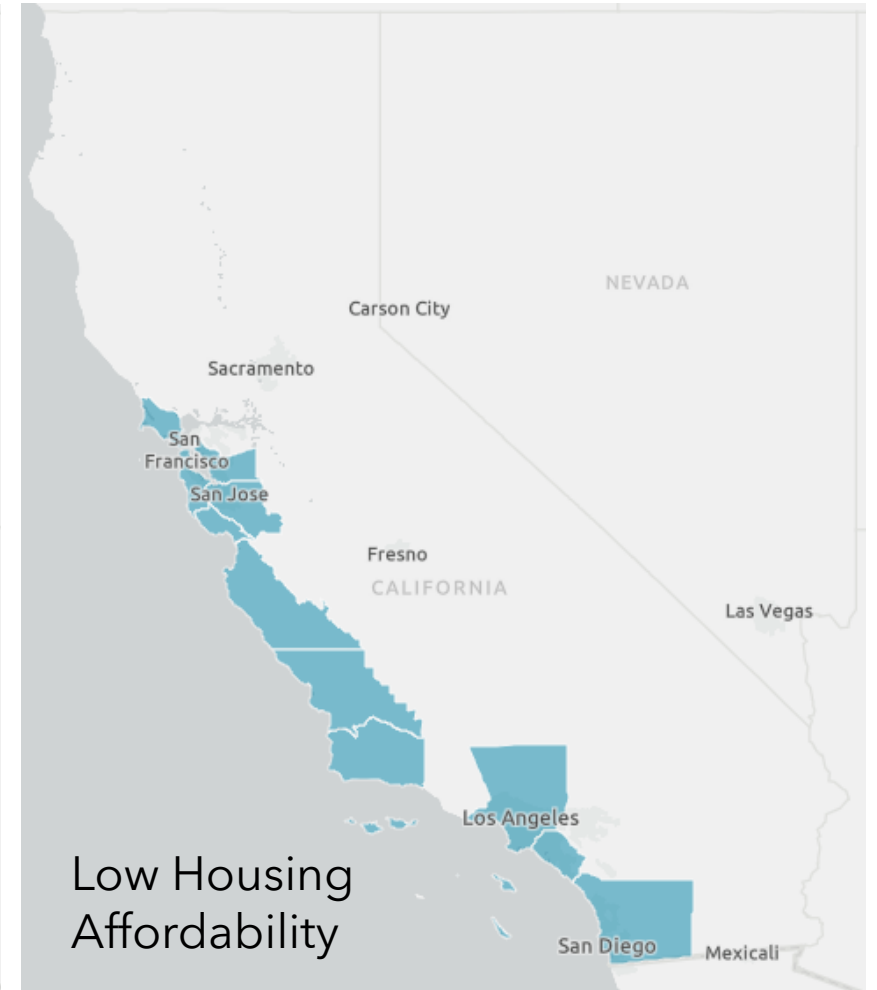 NEVADA
Carson City
Sacramento
San
Francisco
San Jose
Fresno
CALIFORNIA
Las Vegas
Los Angeles
Low Housing
Affordability
San Diego
Mexicali